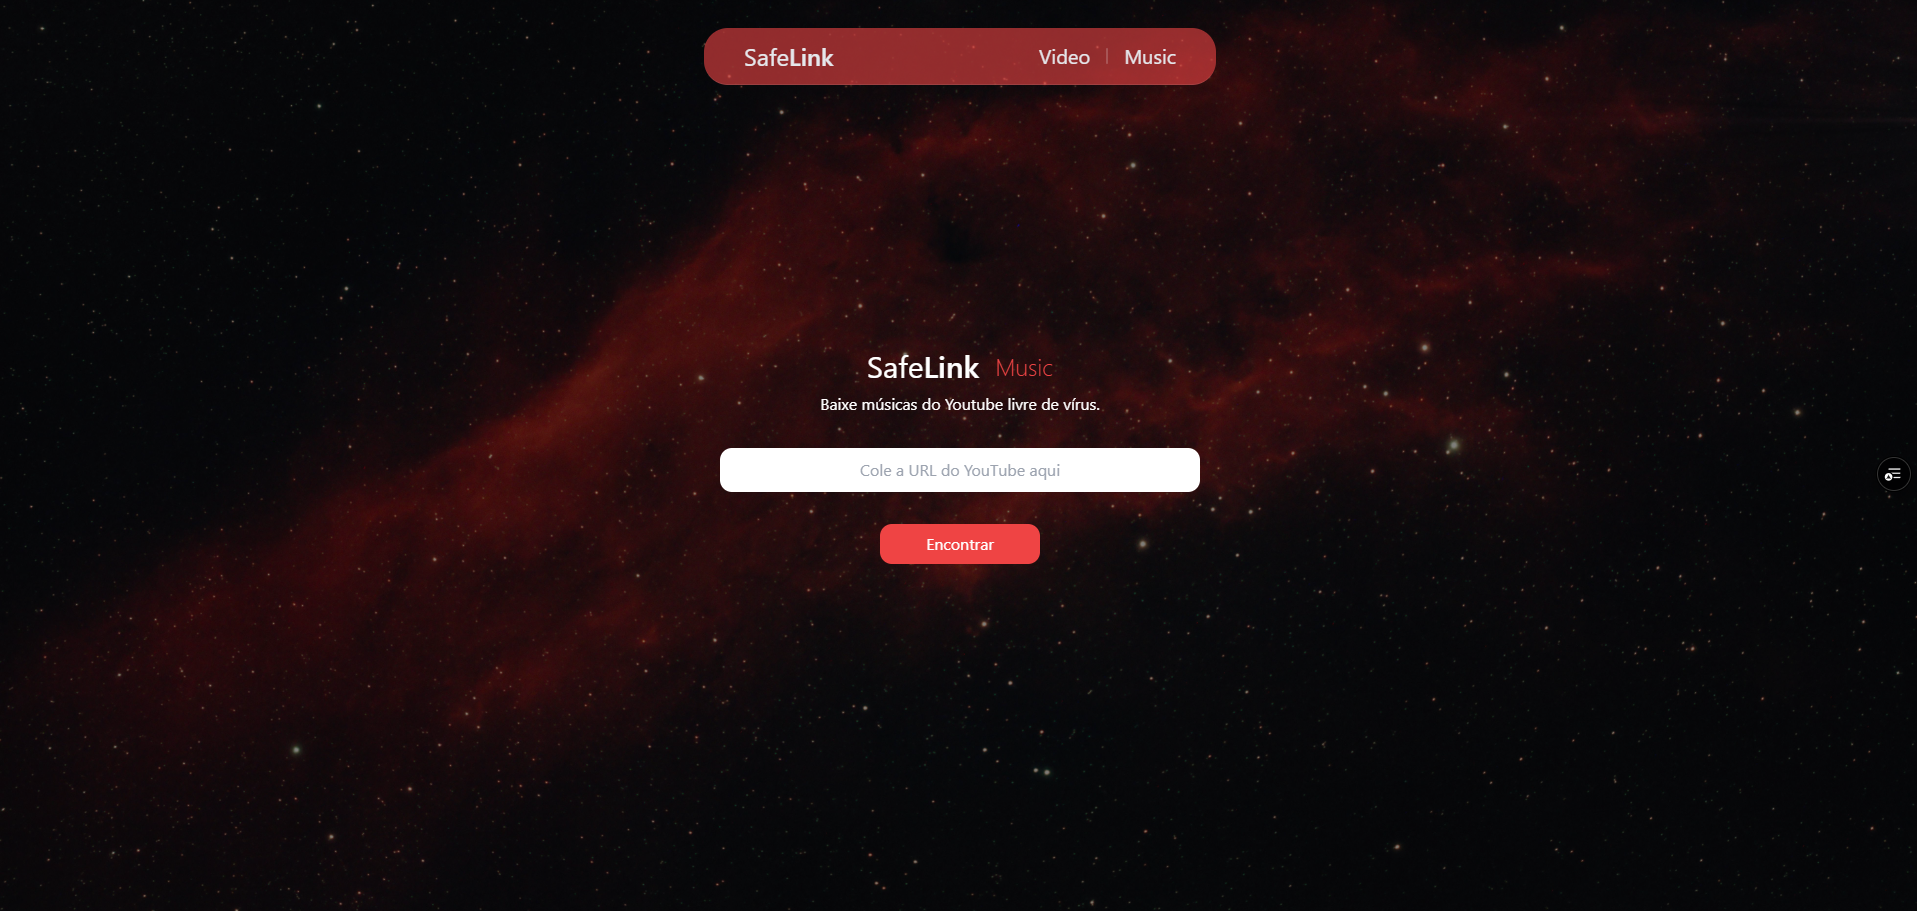 SafeLink Video | Music
SafeLink Music
Baixe músicas do Youtube livre de vírus.
Cole a URL do YouTube aqui
Encontrar